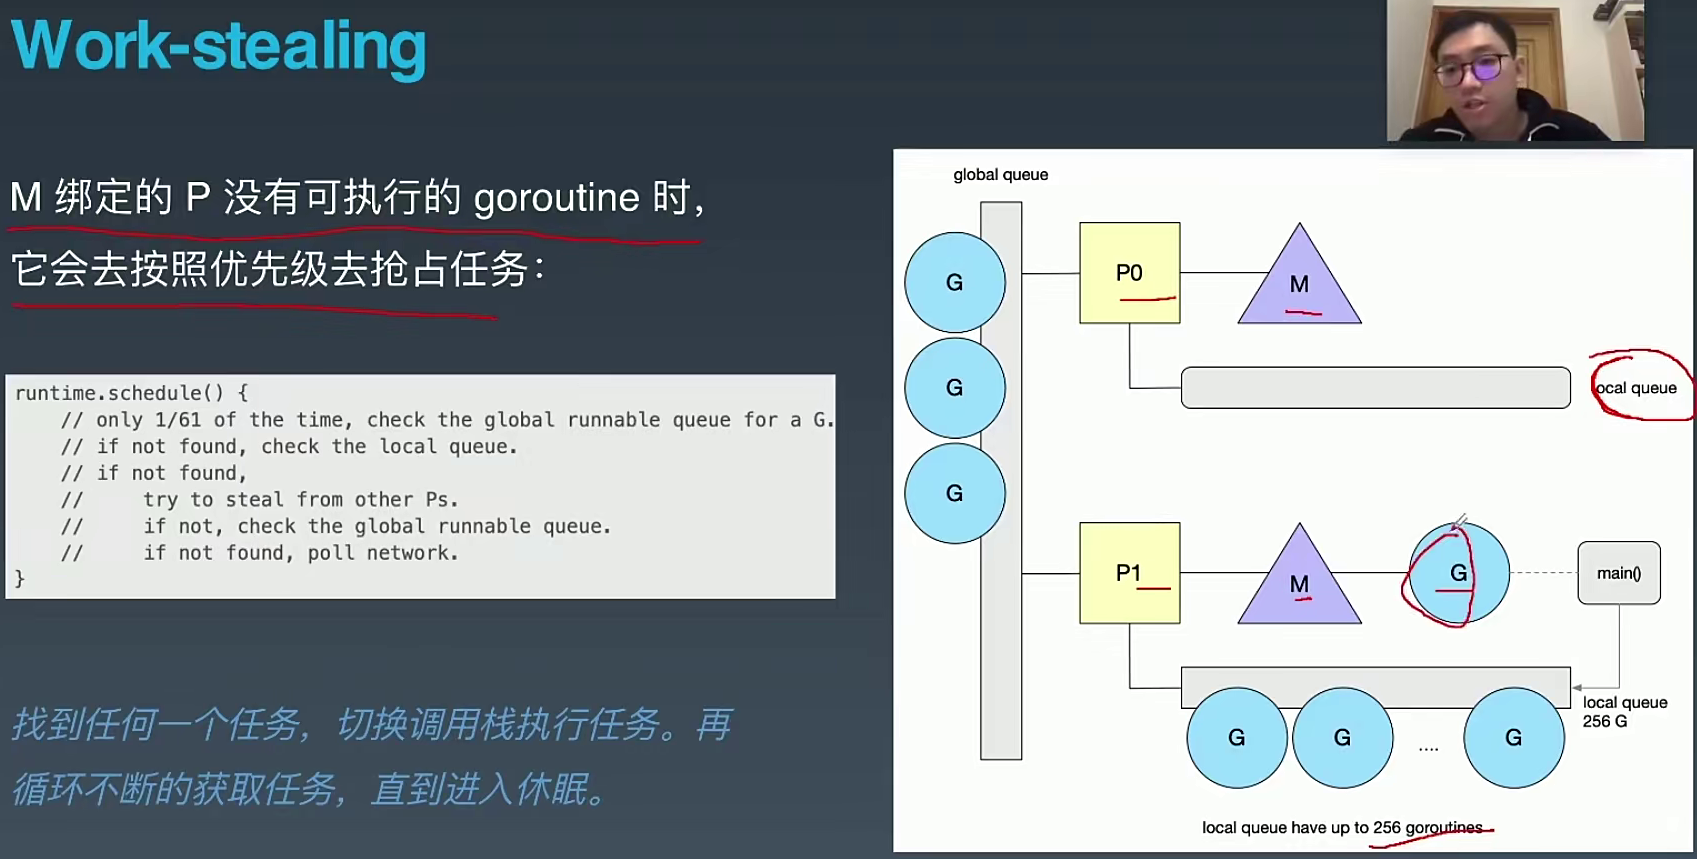 Work-stealing
M 绑定的 P 没有可执行的 goroutine 时，
它会去按照优先级去抢占任务：
runtime.schedule() {
// only 1/61 of the time, check the global runnable queue for a G.
// if not found, check the local queue.
// if not found,
//     try to steal from other Ps.
//     if not, check the global runnable queue.
//     if not found, poll network.
}
找到任何一个任务，切换调用栈执行任务。再
循环不断的获取任务，直到进入休眠。
global queue
G
G
G
P0
M
ocal queue
P1
M
G
main()
local queue
256 G
G
G
....
G
local queue have up to 256 goroutines